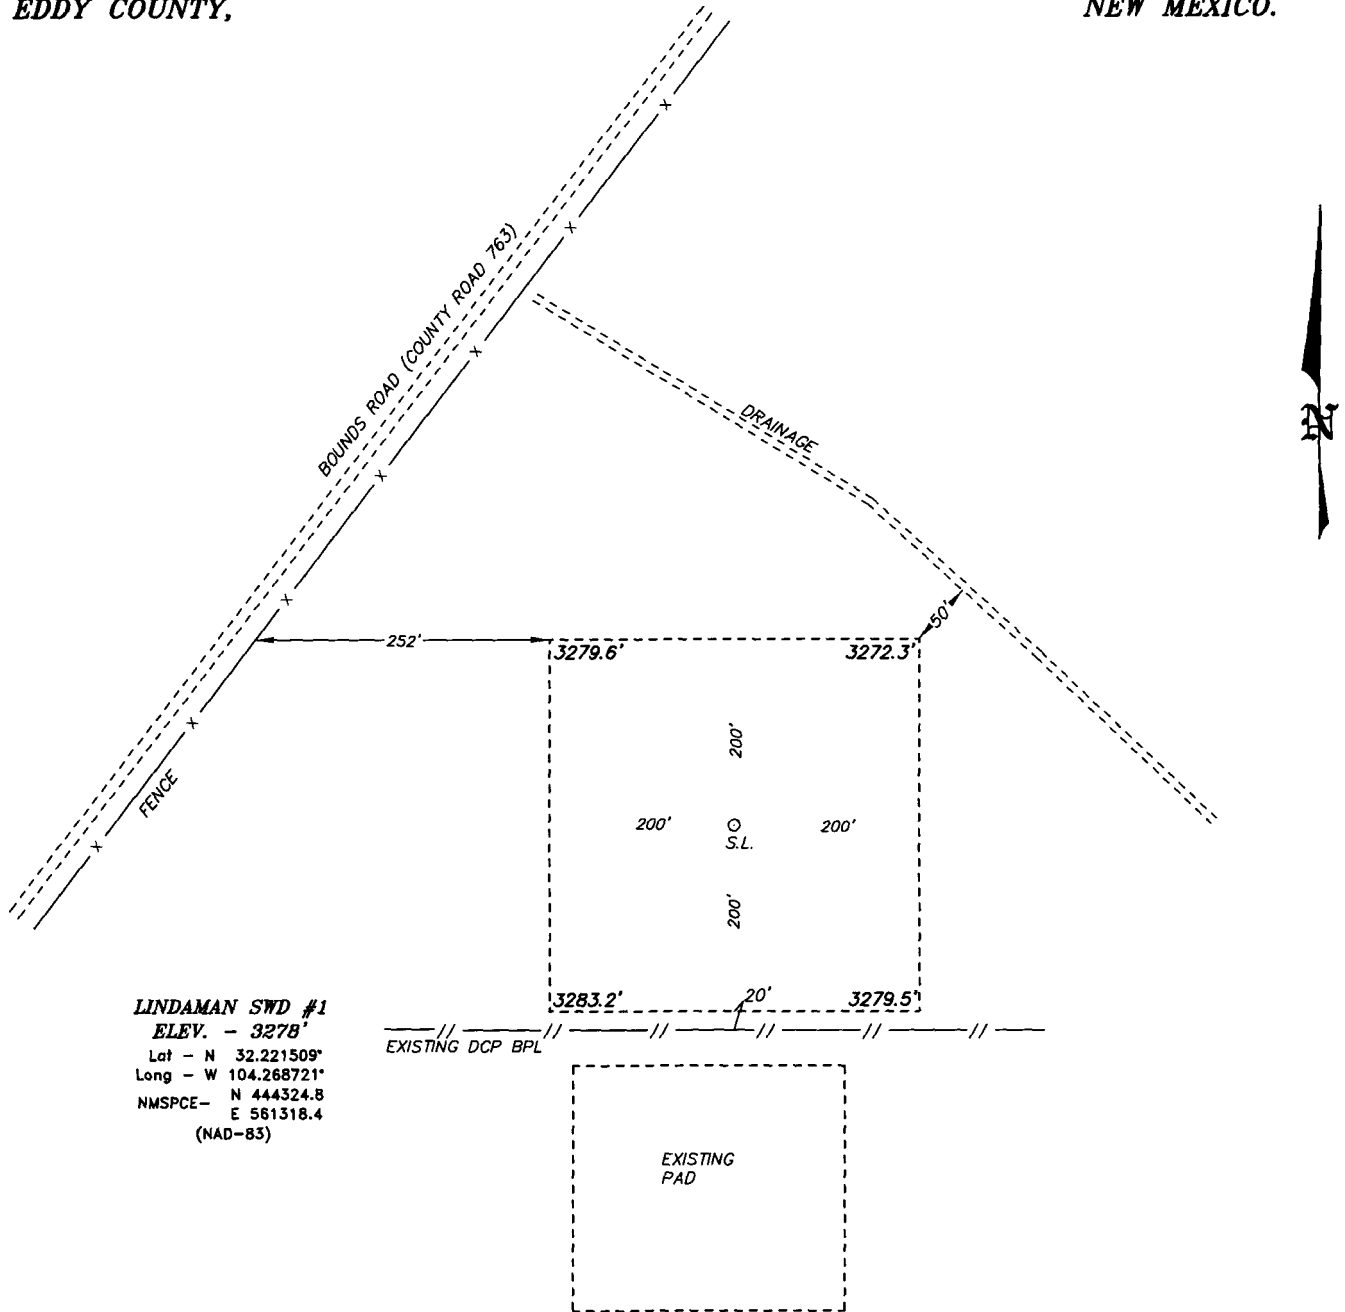 EDDY COUNTY,
NEW MEXICO.
BOUNDS ROAD (COUNTY ROAD 763)
DRAINAGE
N
50'
252'
3279.6'
3272.3'
200'
FENCE
200'
S.L.
200'
200'
3283.2'
20'
3279.5'
LINDAMAN SWD #1
ELEV. - 3278'
Lat - N 32.221509°
Long - W 104.268721°
NMSPCE- N 444324.8
E 561318.4
(NAD-83)
EXISTING DCP BPL
EXISTING
PAD